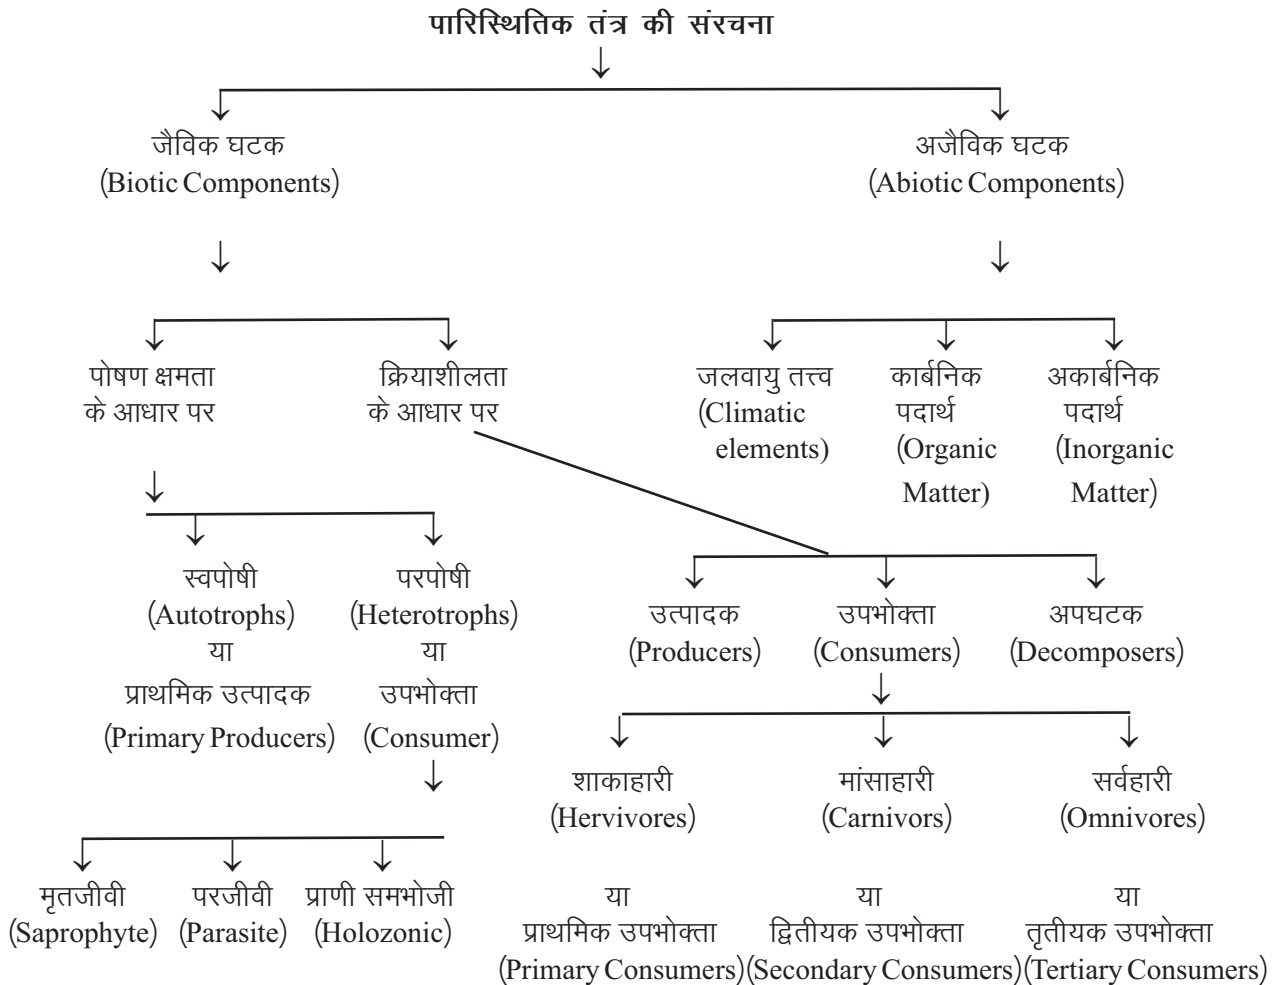 पारिस्थितिक तंत्र की संरचना
जैविक घटक
(Biotic Components)
अजैविक घटक
(Abiotic Components)
पोषण क्षमता
के आधार पर
क्रियाशीलता
के आधार पर
जलवायु तत्त्व
(Climatic
elements)
कार्बनिक
पदार्थ
(Organic
Matter)
अकार्बनिक
पदार्थ
(Inorganic
Matter)
स्वपोषी
(Autotrophs)
या
प्राथमिक उत्पादक
(Primary Producers)
परपोषी
(Heterotrophs)
या
उपभोक्ता
(Consumer)
उत्पादक
(Producers)
उपभोक्ता
(Consumers)
अपघटक
(Decomposers)
शाकाहारी
(Hervivores)
या
प्राथमिक उपभोक्ता
(Primary Consumers)
मांसाहारी
(Carnivors)
या
द्वितीयक उपभोक्ता
(Secondary Consumers)
सर्वहारी
(Omnivores)
या
तृतीयक उपभोक्ता
(Tertiary Consumers)
मृतजीवी
(Saprophyte)
परजीवी
(Parasite)
प्राणी समभोजी
(Holozonic)